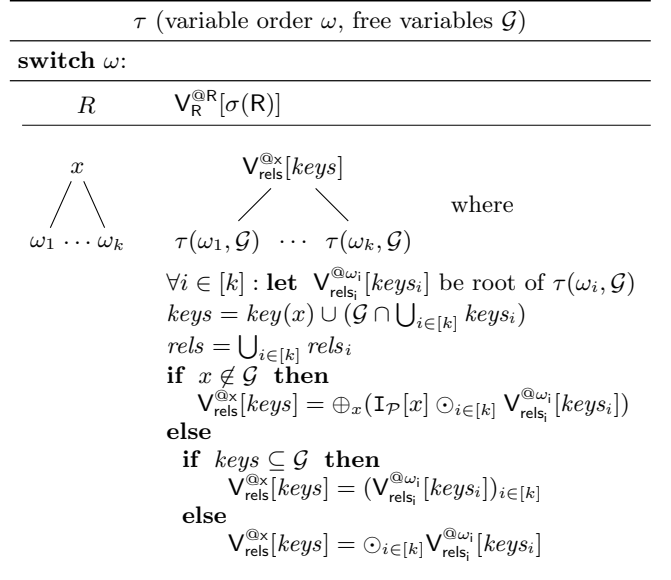 τ (variable order ω, free variables 𝒢)
switch ω:
R V_R^{@R}[σ(R)]
x V_{rels}^{@x}[keys]
where
ω₁ ⋯ ω_k τ(ω₁, 𝒢) ⋯ τ(ω_k, 𝒢)
∀i ∈ [k] : let V_{rels_i}^{@ω_i}[keys_i] be root of τ(ω_i, 𝒢)
keys = key(x) ∪ (𝒢 ∩ ⋃_{i∈[k]} keys_i)
rels = ⋃_{i∈[k]} rels_i
if x ∉ 𝒢 then
V_{rels}^{@x}[keys] = ⊕_x(I_𝒫[x] ⊙_{i∈[k]} V_{rels_i}^{@ω_i}[keys_i])
else
if keys ⊆ 𝒢 then
V_{rels}^{@x}[keys] = (V_{rels_i}^{@ω_i}[keys_i])_{i∈[k]}
else
V_{rels}^{@x}[keys] = ⊙_{i∈[k]} V_{rels_i}^{@ω_i}[keys_i]